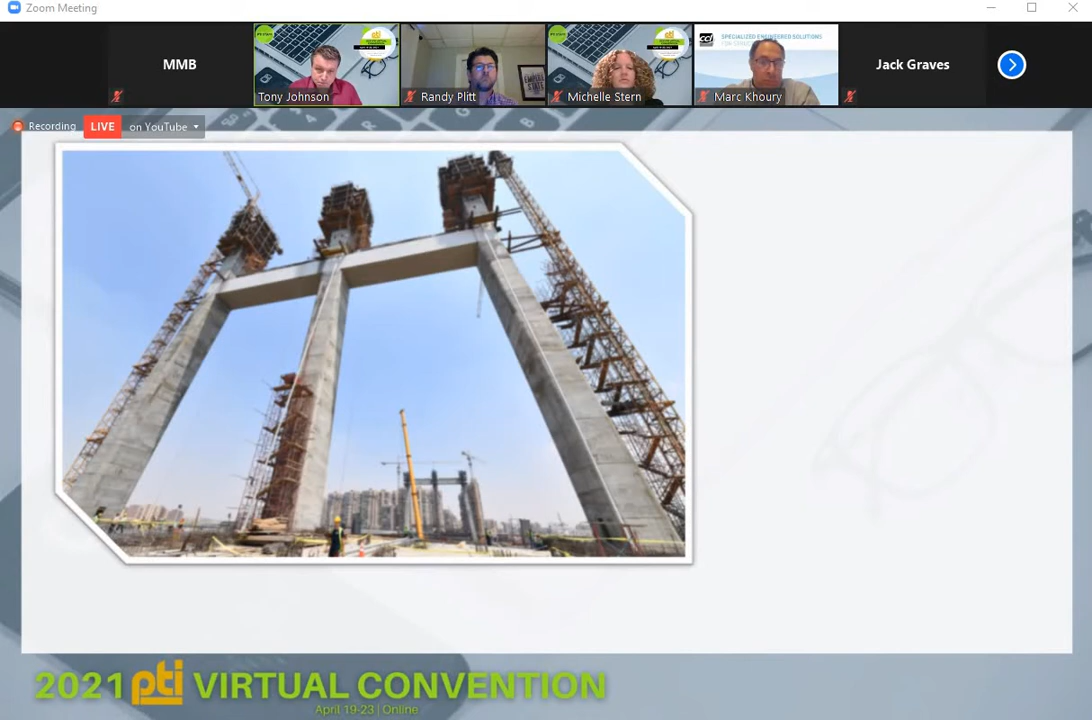 Zoom Meeting
MMB
Tony Johnson
Randy Plitt
Michelle Stern
Marc Khoury
Jack Graves
cci SPECIALIZED ENGINEERED SOLUTIONS
Recording LIVE on YouTube
2021 pti VIRTUAL CONVENTION
April 19-23 | Online